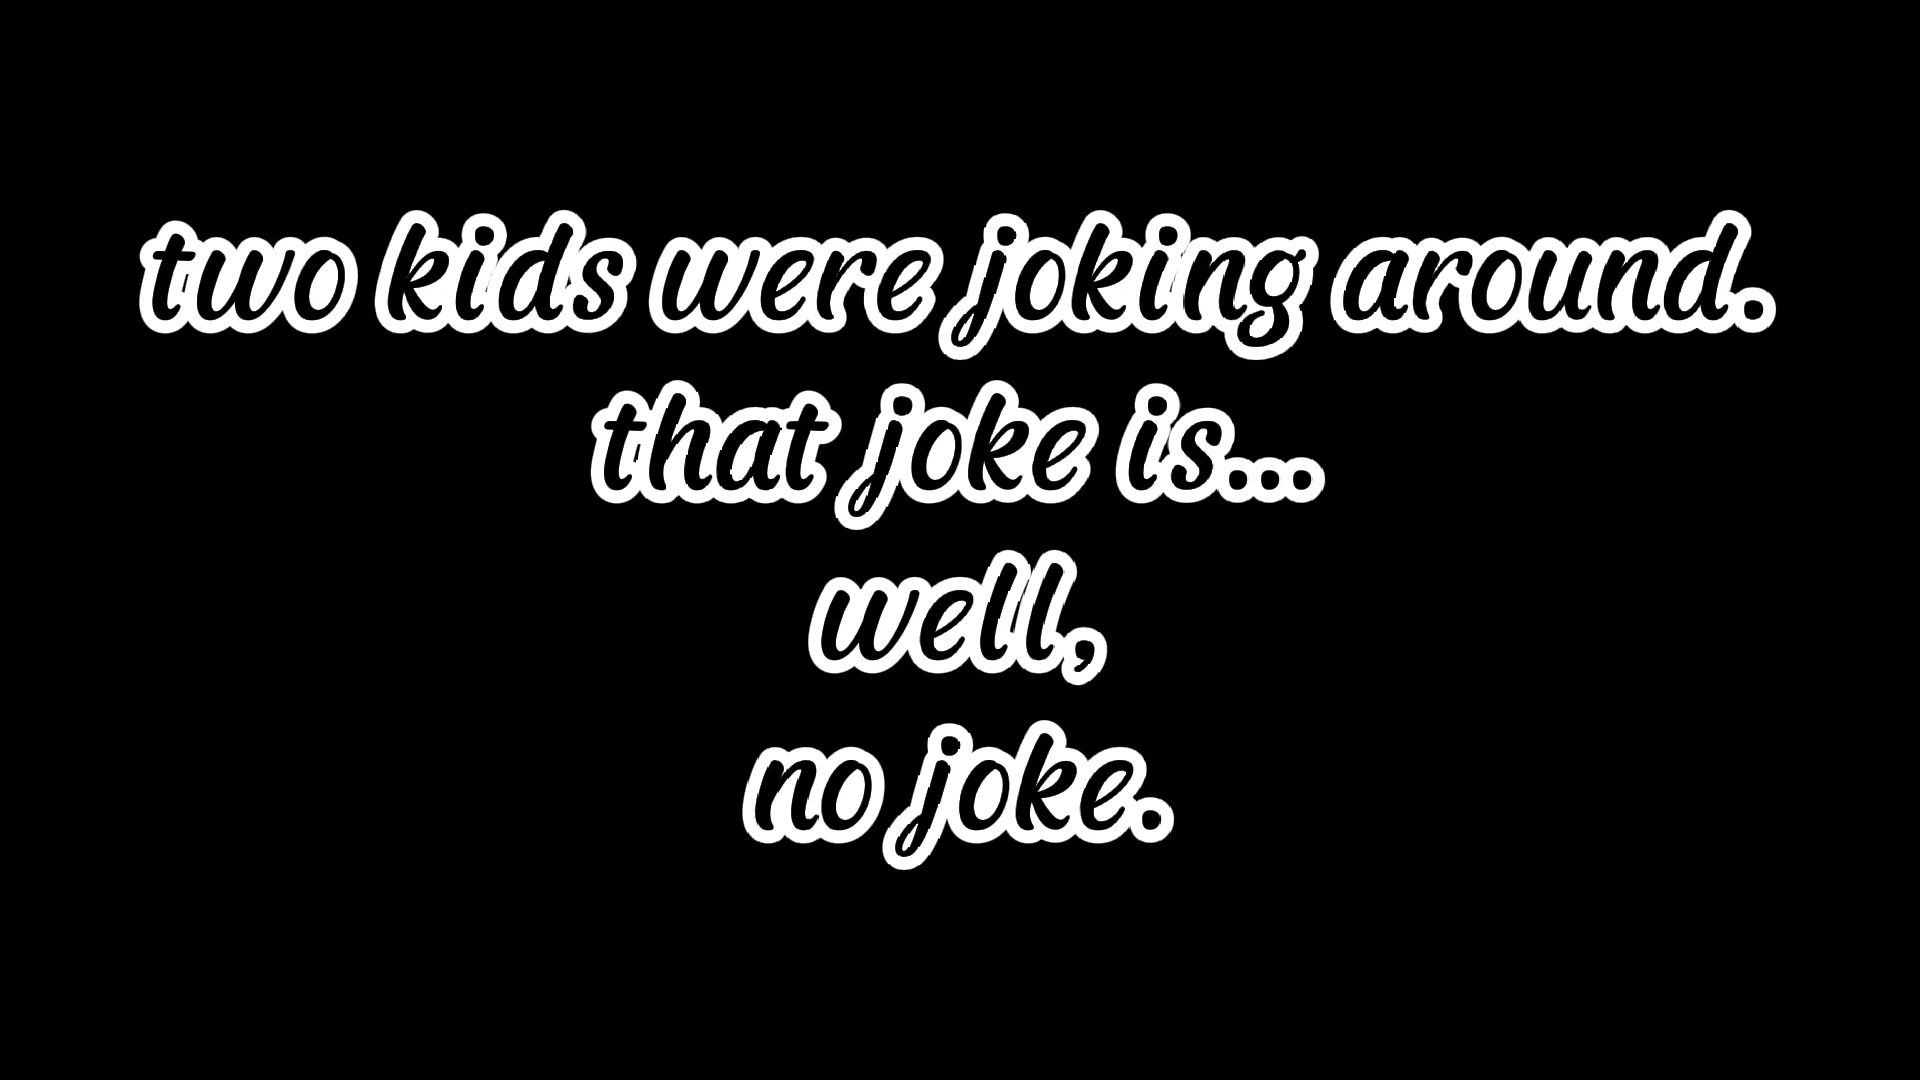 two kids were joking around.
that joke is...
well,
no joke.